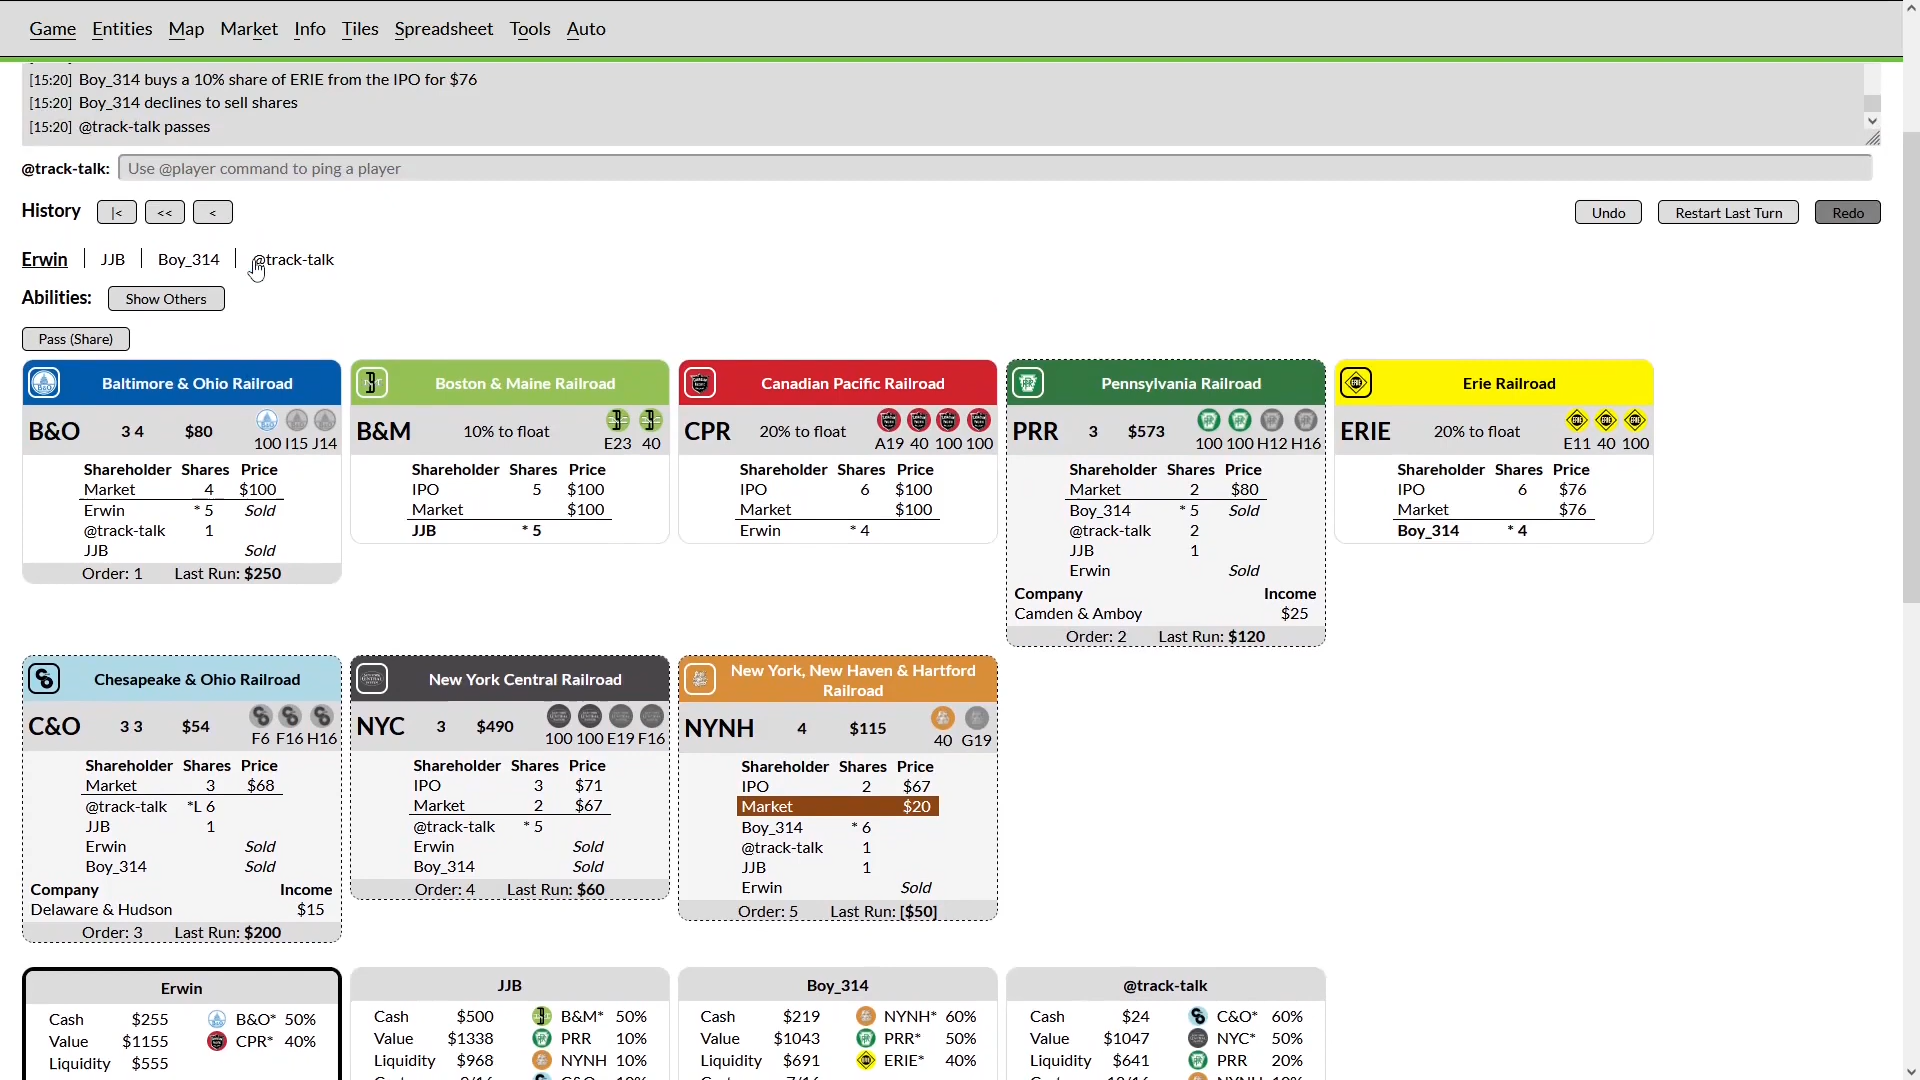 Game Entities Map Market Info Tiles Spreadsheet Tools Auto
[15:20] Boy_314 buys a 10% share of ERIE from the IPO for $76
[15:20] Boy_314 declines to sell shares
[15:20] @track-talk passes
@track-talk: Use @player command to ping a player
History |< << < Undo Restart Last Turn Redo
Erwin JJB Boy_314 @track-talk
Abilities: Show Others
Pass (Share)
Baltimore & Ohio Railroad
B&O 3 4 $80 100 I15 J14
Shareholder Shares Price
Market 4 $100
Erwin * 5 Sold
@track-talk 1
JJB Sold
Order: 1 Last Run: $250
Boston & Maine Railroad
B&M 10% to float E23 40
Shareholder Shares Price
IPO 5 $100
Market $100
JJB * 5
Canadian Pacific Railroad
CPR 20% to float A19 40 100 100
Shareholder Shares Price
IPO 6 $100
Market $100
Erwin * 4
Pennsylvania Railroad
PRR 3 $573 100 100 H12 H16
Shareholder Shares Price
Market 2 $80
Boy_314 * 5 Sold
@track-talk 2
JJB 1
Erwin Sold
Company Income
Camden & Amboy $25
Order: 2 Last Run: $120
Erie Railroad
ERIE 20% to float E11 40 100
Shareholder Shares Price
IPO 6 $76
Market $76
Boy_314 * 4
Chesapeake & Ohio Railroad
C&O 3 3 $54 F6 F16 H16
Shareholder Shares Price
Market 3 $68
@track-talk *L 6
JJB 1
Erwin Sold
Boy_314 Sold
Company Income
Delaware & Hudson $15
Order: 3 Last Run: $200
New York Central Railroad
NYC 3 $490 100 100 E19 F16
Shareholder Shares Price
IPO 3 $71
Market 2 $67
@track-talk * 5
Erwin Sold
Boy_314 Sold
Order: 4 Last Run: $60
New York, New Haven & Hartford
Railroad
NYNH 4 $115 40 G19
Shareholder Shares Price
IPO 2 $67
Market $20
Boy_314 * 6
@track-talk 1
JJB 1
Erwin Sold
Order: 5 Last Run: [$50]
Erwin
Cash $255 B&O* 50%
Value $1155 CPR* 40%
Liquidity $555
JJB
Cash $500 B&M* 50%
Value $1338 PRR 10%
Liquidity $968 NYNH 10%
Boy_314
Cash $219 NYNH* 60%
Value $1043 PRR* 50%
Liquidity $691 ERIE* 40%
@track-talk
Cash $24 C&O* 60%
Value $1047 NYC* 50%
Liquidity $641 PRR 20%